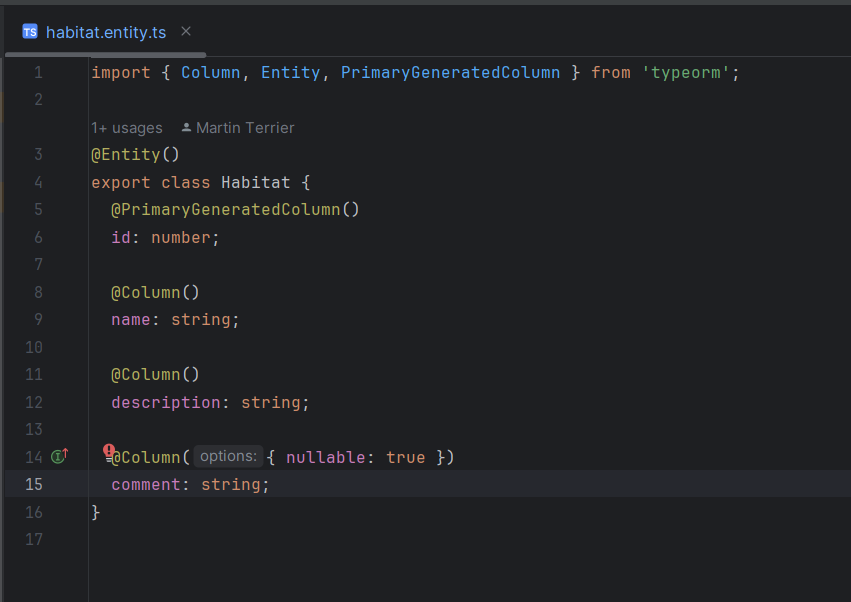 TS habitat.entity.ts ×
1 import { Column, Entity, PrimaryGeneratedColumn } from 'typeorm';
2
1+ usages Martin Terrier
3 @Entity()
4 export class Habitat {
5 @PrimaryGeneratedColumn()
6 id: number;
7
8 @Column()
9 name: string;
10
11 @Column()
12 description: string;
13
14 @Column( options: { nullable: true })
15 comment: string;
16 }
17